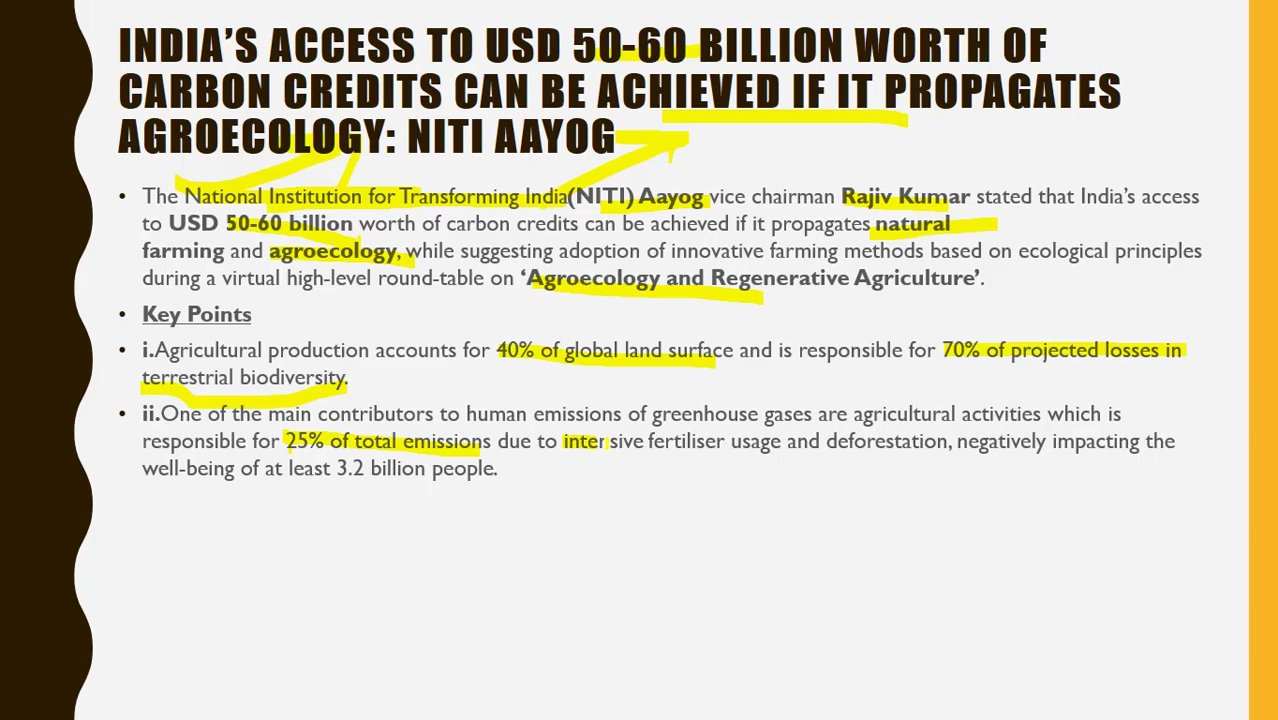 INDIA’S ACCESS TO USD 50-60 BILLION WORTH OF
CARBON CREDITS CAN BE ACHIEVED IF IT PROPAGATES
AGROECOLOGY: NITI AAYOG
• The National Institution for Transforming India(NITI) Aayog vice chairman Rajiv Kumar stated that India’s access
to USD 50-60 billion worth of carbon credits can be achieved if it propagates natural
farming and agroecology, while suggesting adoption of innovative farming methods based on ecological principles
during a virtual high-level round-table on ‘Agroecology and Regenerative Agriculture’.
• Key Points
• i.Agricultural production accounts for 40% of global land surface and is responsible for 70% of projected losses in
terrestrial biodiversity.
• ii.One of the main contributors to human emissions of greenhouse gases are agricultural activities which is
responsible for 25% of total emissions due to intensive fertiliser usage and deforestation, negatively impacting the
well-being of at least 3.2 billion people.